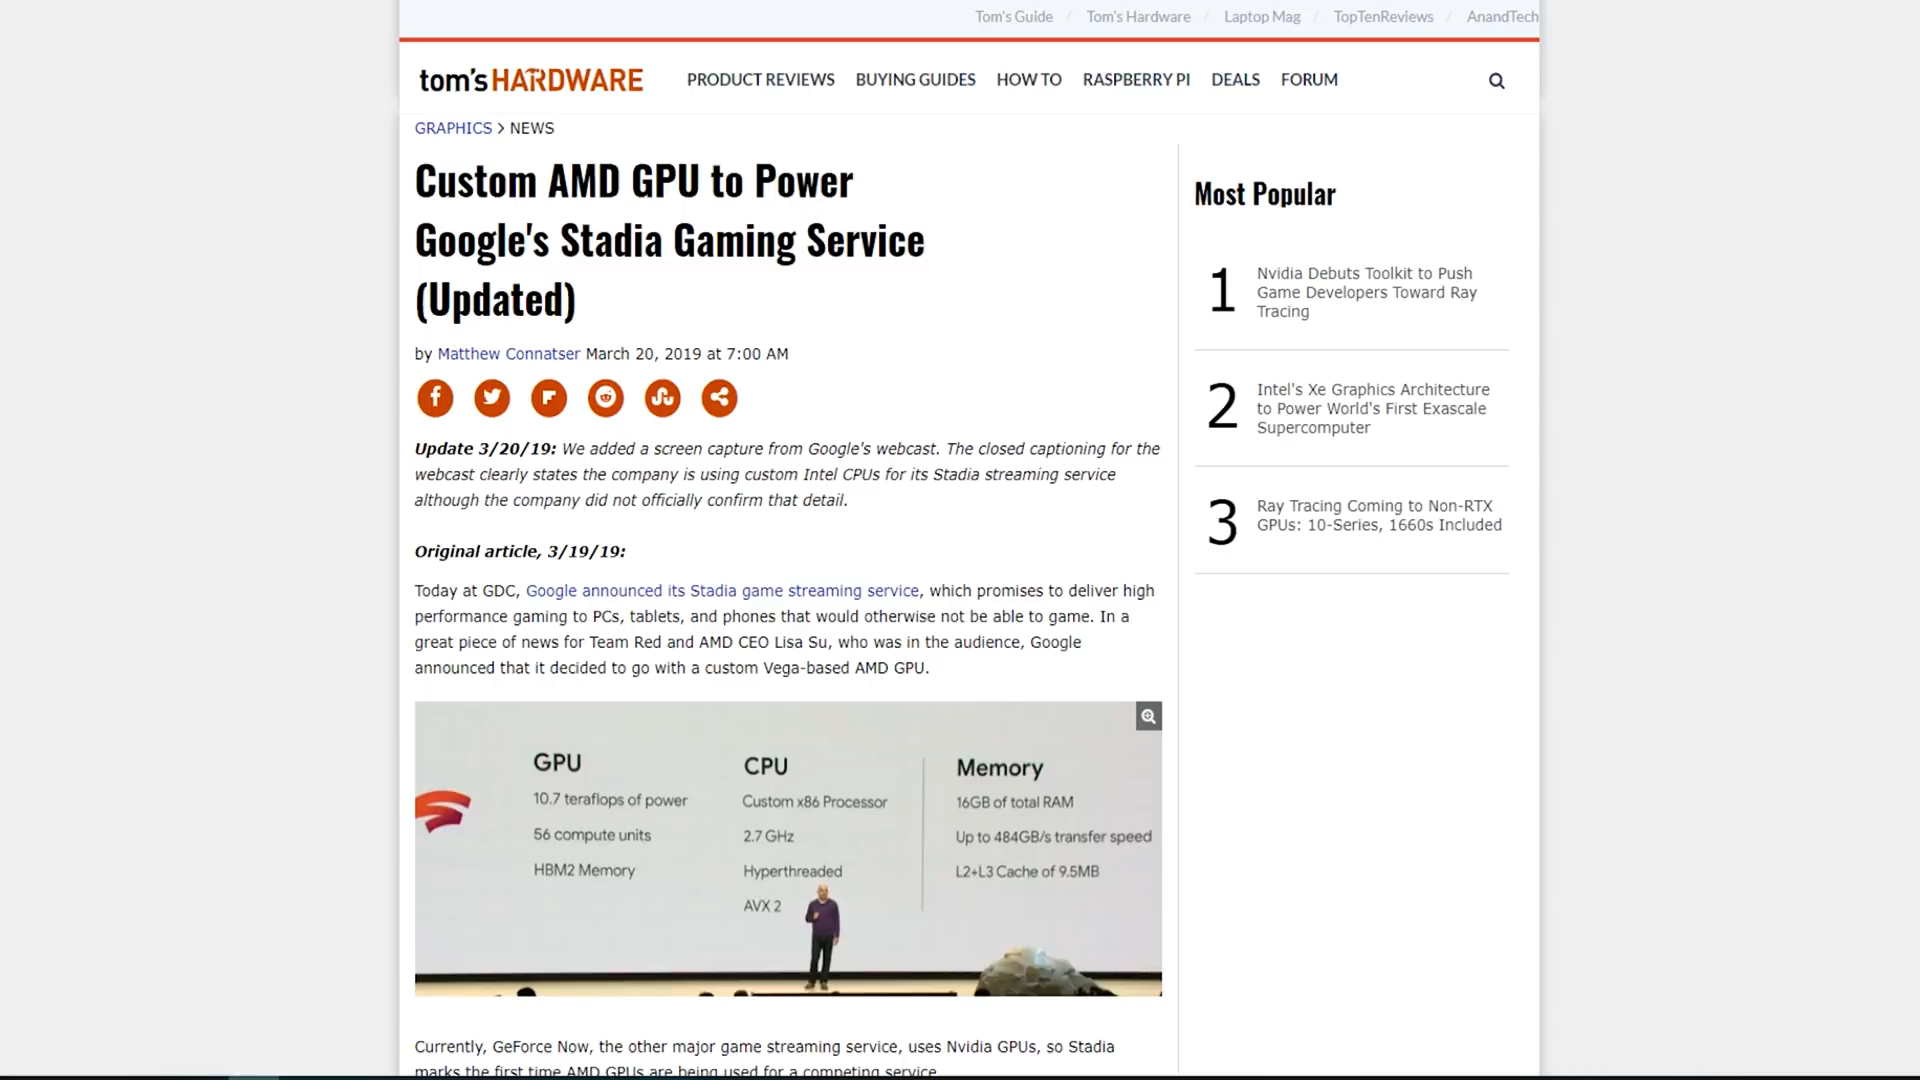 Tom's Guide / Tom's Hardware / Laptop Mag / TopTenReviews / AnandTech
tom's HARDWARE
PRODUCT REVIEWS BUYING GUIDES HOW TO RASPBERRY PI DEALS FORUM
GRAPHICS > NEWS
Custom AMD GPU to Power
Google's Stadia Gaming Service
(Updated)
by Matthew Connatser March 20, 2019 at 7:00 AM
Update 3/20/19: We added a screen capture from Google's webcast. The closed captioning for the
webcast clearly states the company is using custom Intel CPUs for its Stadia streaming service
although the company did not officially confirm that detail.
Original article, 3/19/19:
Today at GDC, Google announced its Stadia game streaming service, which promises to deliver high
performance gaming to PCs, tablets, and phones that would otherwise not be able to game. In a
great piece of news for Team Red and AMD CEO Lisa Su, who was in the audience, Google
announced that it decided to go with a custom Vega-based AMD GPU.
GPU
10.7 teraflops of power
56 compute units
HBM2 Memory
CPU
Custom x86 Processor
2.7 GHz
Hyperthreaded
AVX 2
Memory
16GB of total RAM
Up to 484GB/s transfer speed
L2+L3 Cache of 9.5MB
Currently, GeForce Now, the other major game streaming service, uses Nvidia GPUs, so Stadia
marks the first time AMD GPUs are being used for a competing service.
Most Popular
1
Nvidia Debuts Toolkit to Push
Game Developers Toward Ray
Tracing
2
Intel's Xe Graphics Architecture
to Power World's First Exascale
Supercomputer
3
Ray Tracing Coming to Non-RTX
GPUs: 10-Series, 1660s Included